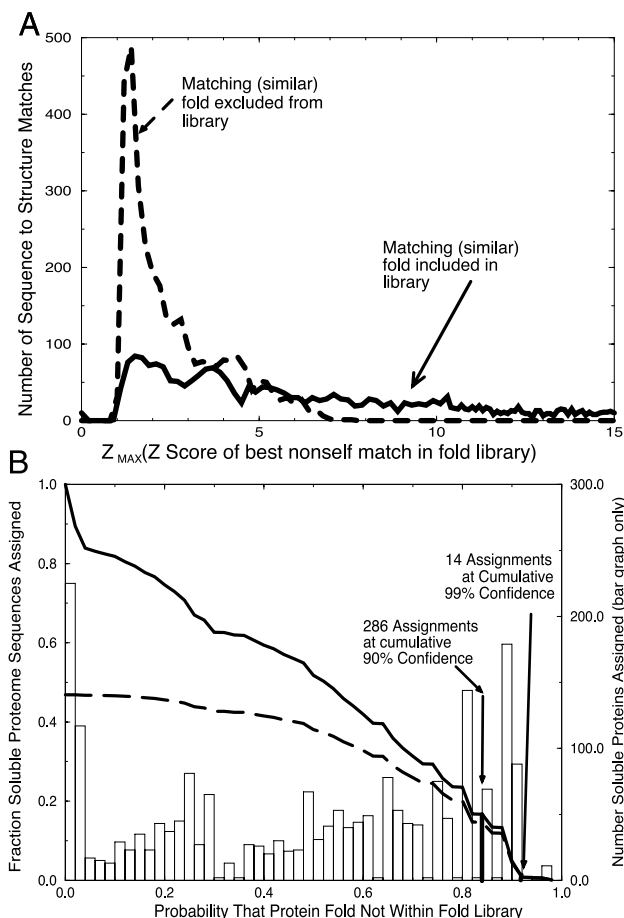 A
500
400
300
200
100
0
Number of Sequence to Structure Matches
Matching (similar)
fold excluded from
library
Matching (similar)
fold included in
library
0
5
10
15
Z MAX(Z Score of best nonself match in fold library)
B
1.0
0.8
0.6
0.4
0.2
0.0
Fraction Soluble Proteome Sequences Assigned
14 Assignments
at Cumulative
99% Confidence
286 Assignments
at cumulative
90% Confidence
300.0
200.0
100.0
0.0
Number Soluble Proteins Assigned (bar graph only)
0.0
0.2
0.4
0.6
0.8
1.0
Probability That Protein Fold Not Within Fold Library